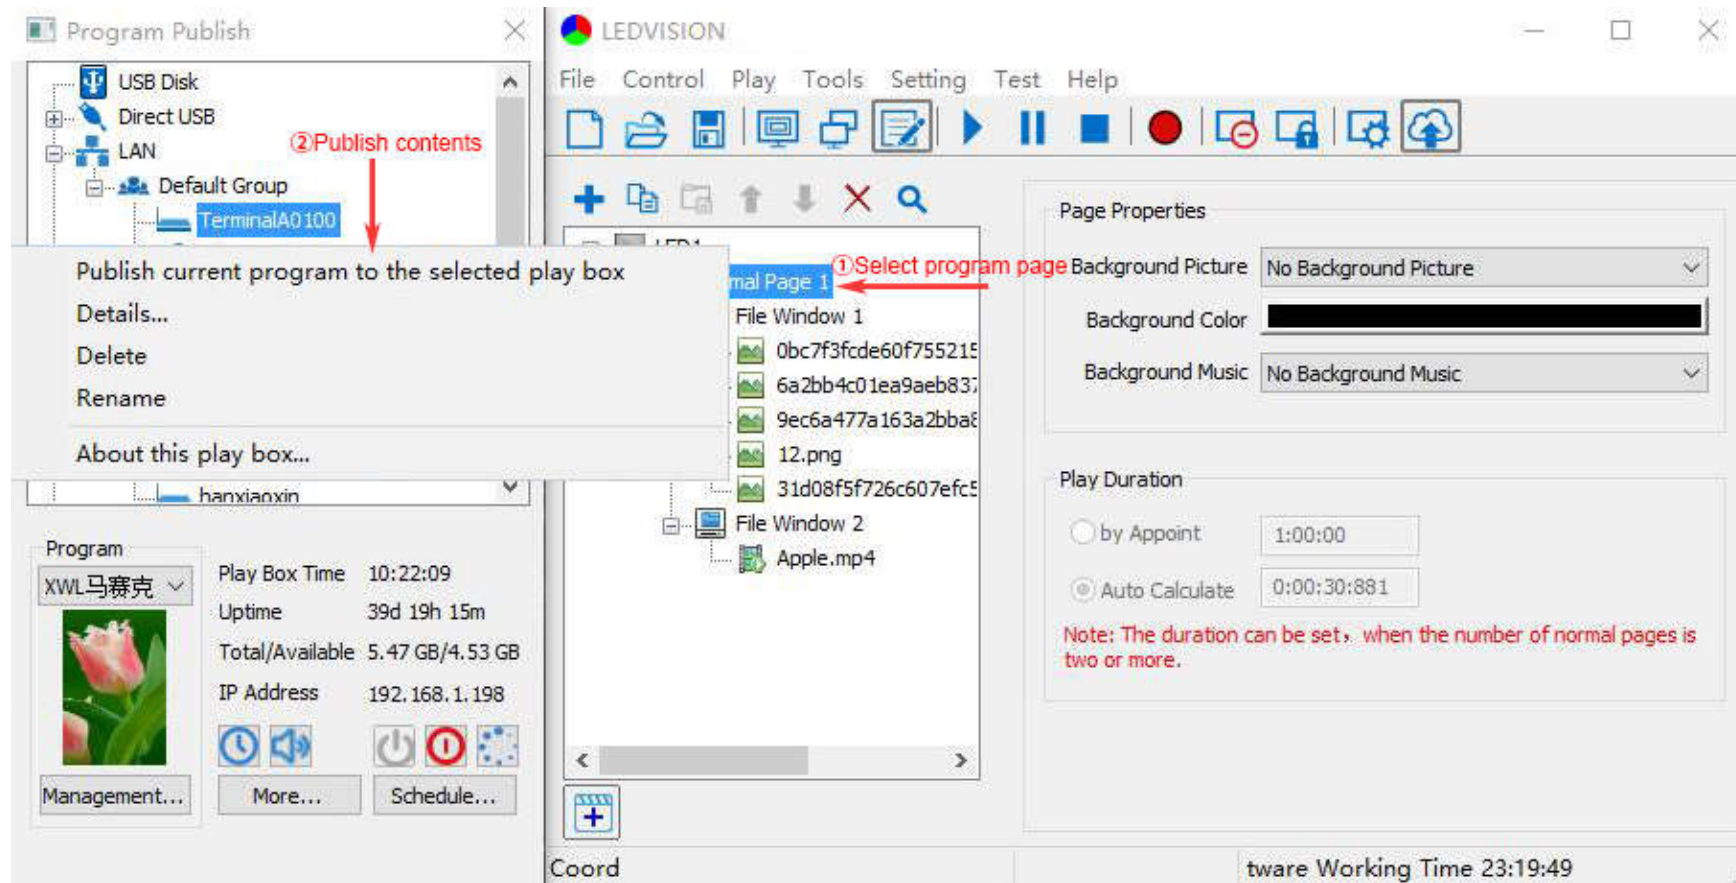 Program Publish
USB Disk
Direct USB
LAN
②Publish contents
Default Group
TerminalA0100
Publish current program to the selected play box
Details...
Delete
Rename
About this play box...
hanxiaoxin
Program
XWL马赛克
Play Box Time 10:22:09
Uptime 39d 19h 15m
Total/Available 5.47 GB/4.53 GB
IP Address 192.168.1.198
Management...
More...
Schedule...
LEDVISION
File Control Play Tools Setting Test Help
LED1
mal Page 1
①Select program page
File Window 1
0bc7f3fcde60f755215
6a2bb4c01ea9aeb837
9ec6a477a163a2bba8
12.png
31d08f5f726c607efc5
File Window 2
Apple.mp4
Page Properties
Background Picture No Background Picture
Background Color
Background Music No Background Music
Play Duration
by Appoint 1:00:00
Auto Calculate 0:00:30:881
Note: The duration can be set，when the number of normal pages is
two or more.
Coord
tware Working Time 23:19:49